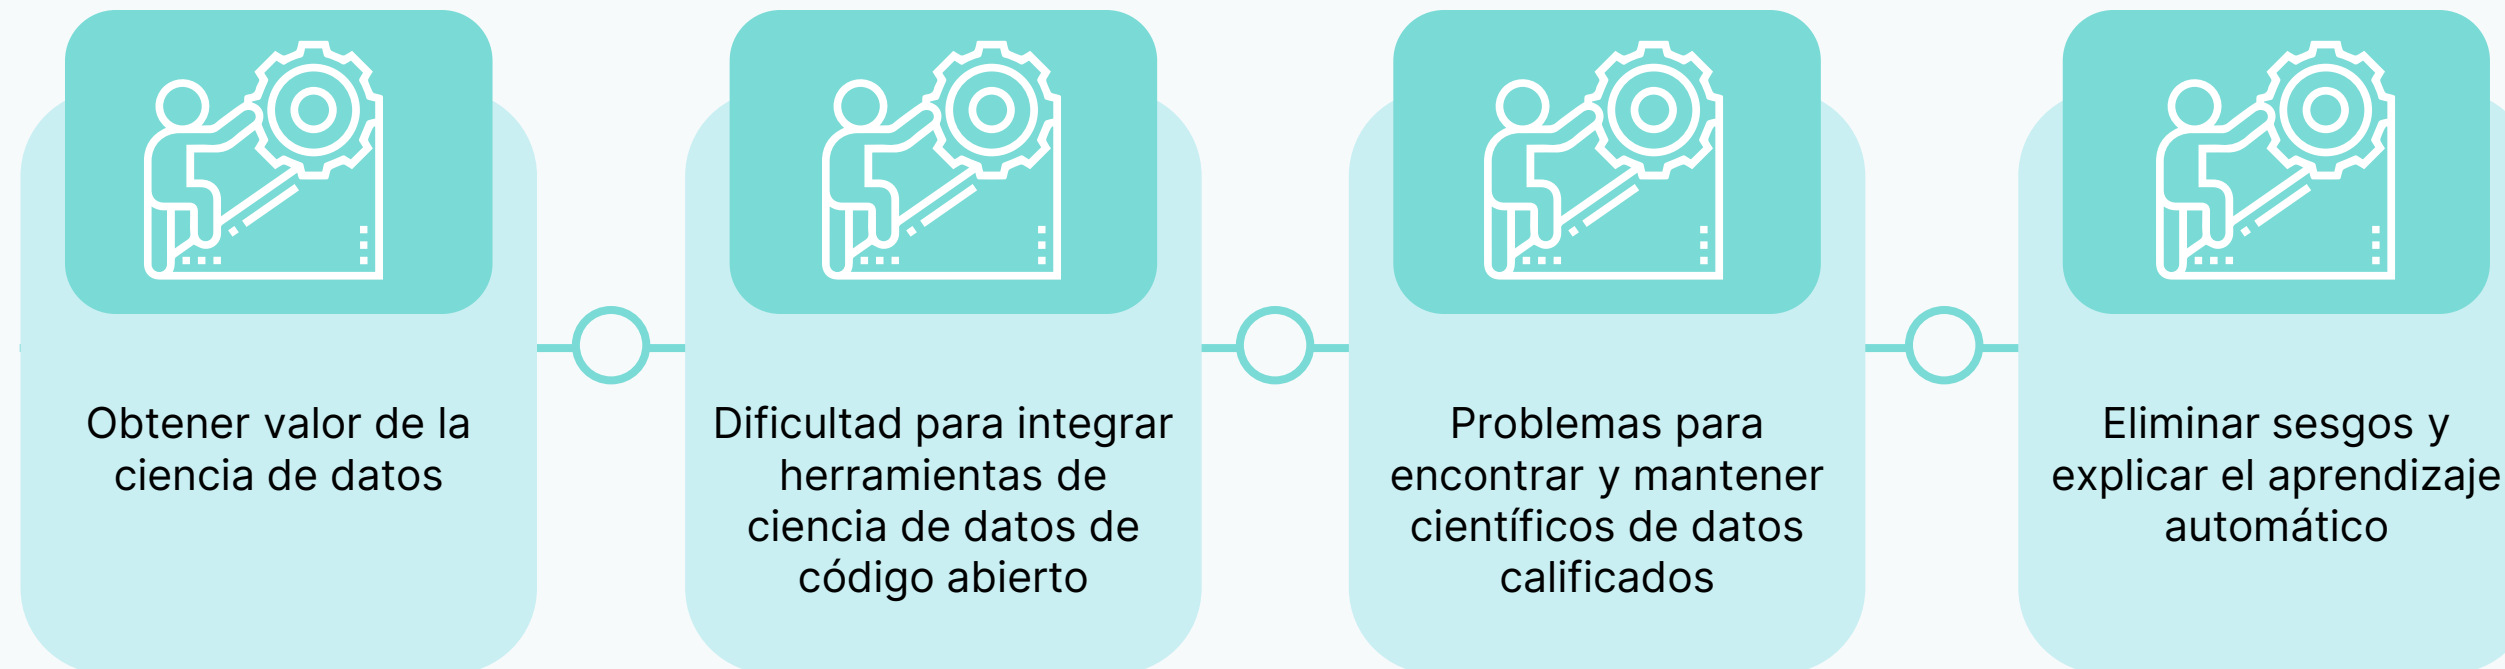 Obtener valor de la
ciencia de datos
Dificultad para integrar
herramientas de
ciencia de datos de
código abierto
Problemas para
encontrar y mantener
científicos de datos
calificados
Eliminar sesgos y
explicar el aprendizaje
automático